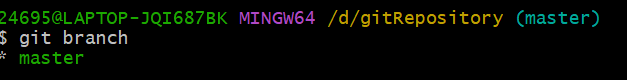 24695@LAPTOP-JQI687BK MINGW64 /d/gitRepository (master)
$ git branch
* master